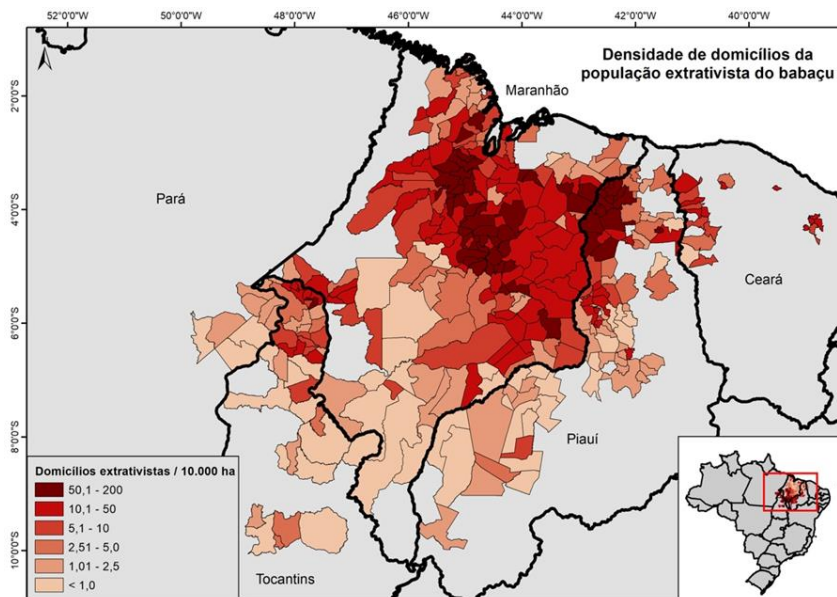 52°0'0"O
50°0'0"O
48°0'0"O
46°0'0"O
44°0'0"O
42°0'0"O
40°0'0"O
Densidade de domicílios da
população extrativista do babaçu
Maranhão
2°0'0"S
Pará
4°0'0"S
Ceará
6°0'0"S
Piauí
8°0'0"S
Domicílios extrativistas / 10.000 ha
50,1 - 200
10,1 - 50
5,1 - 10
2,51 - 5,0
1,01 - 2,5
< 1,0
10°0'0"S
Tocantins